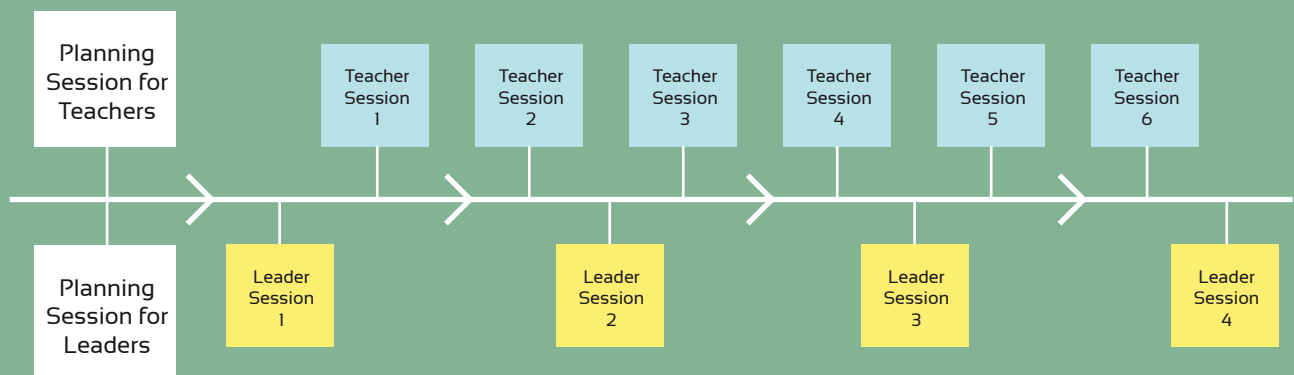 Planning
Session for
Teachers
Teacher
Session
1
Teacher
Session
2
Teacher
Session
3
Teacher
Session
4
Teacher
Session
5
Teacher
Session
6
Planning
Session for
Leaders
Leader
Session
1
Leader
Session
2
Leader
Session
3
Leader
Session
4